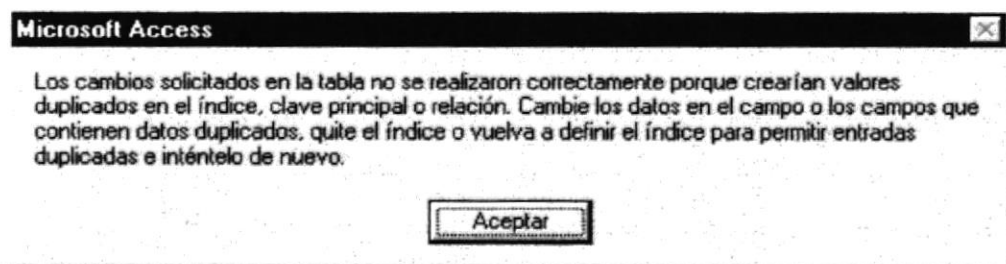 Microsoft Access
Los cambios solicitados en la tabla no se realizaron correctamente porque crearían valores
duplicados en el índice, clave principal o relación. Cambie los datos en el campo o los campos que
contienen datos duplicados, quite el índice o vuelva a definir el índice para permitir entradas
duplicadas e inténtelo de nuevo.
Aceptar